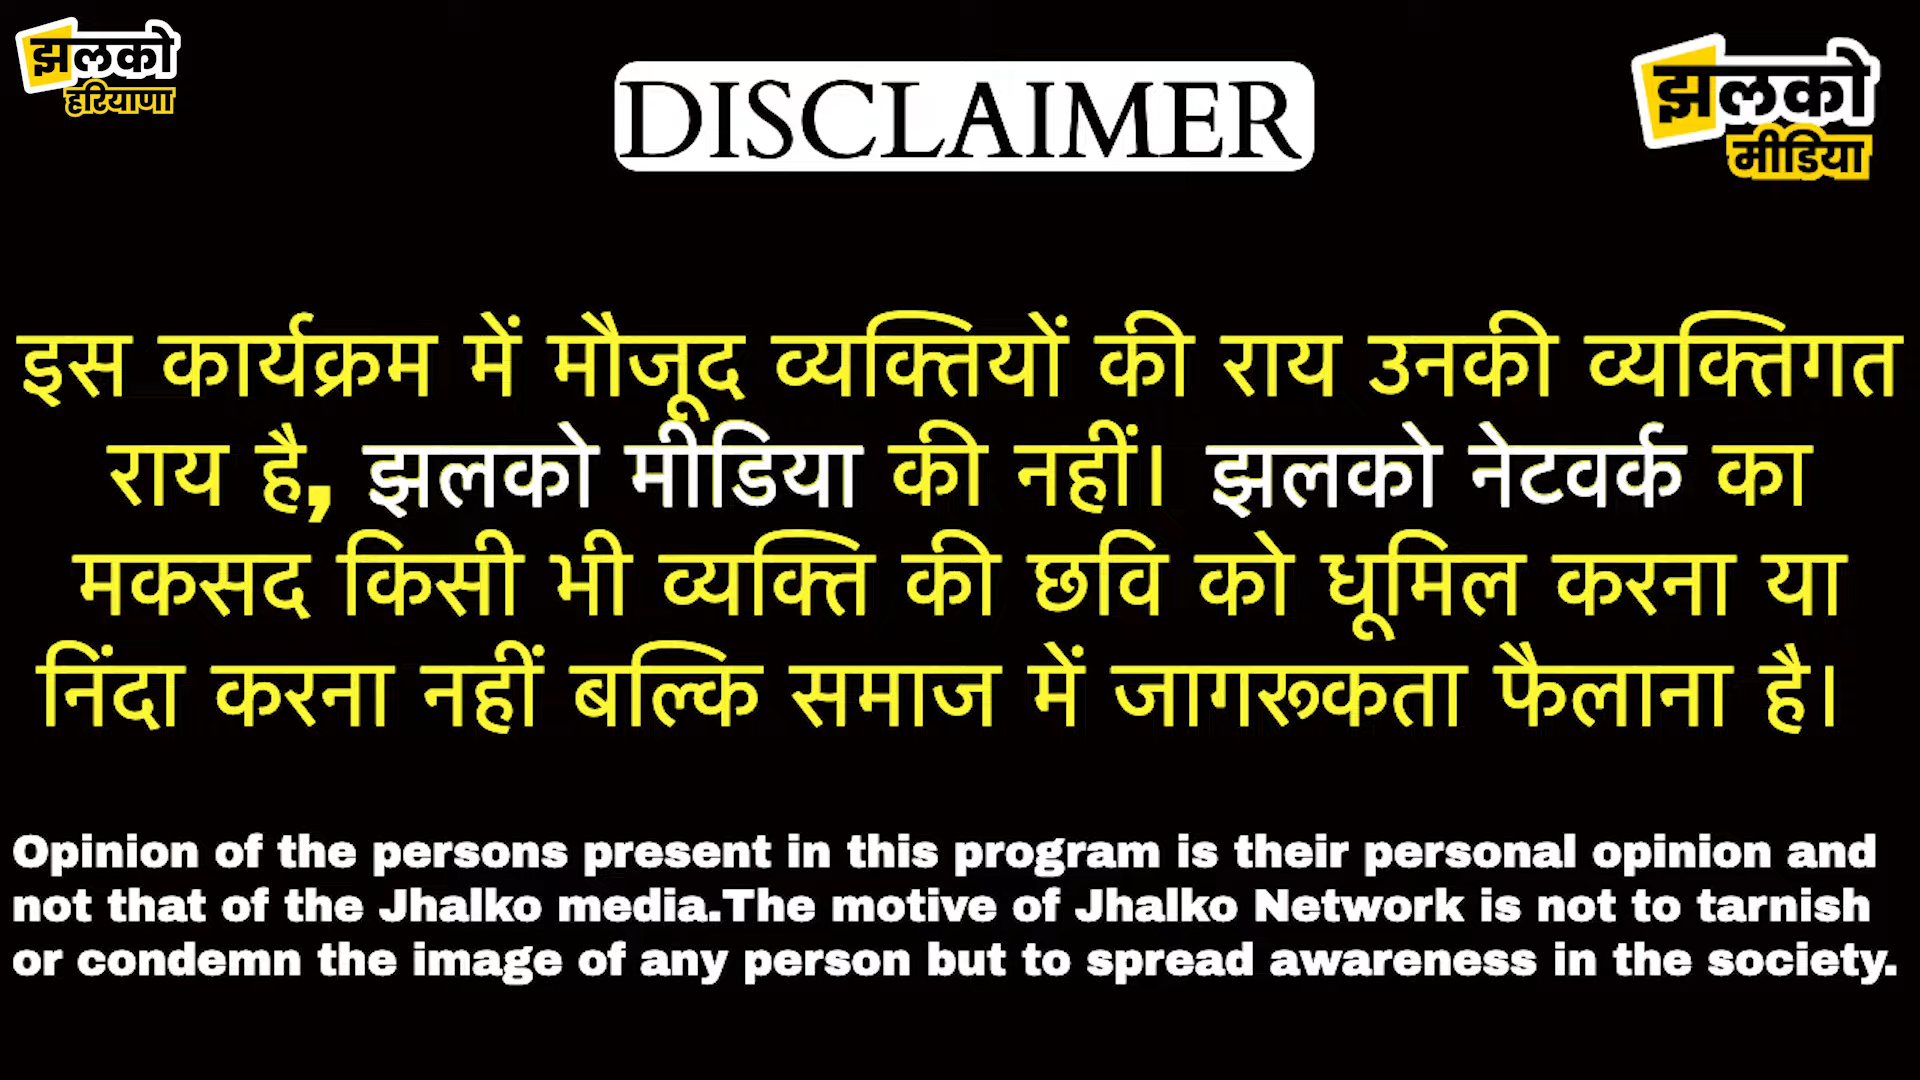 झलको
हरियाणा
DISCLAIMER
झलको
मीडिया
इस कार्यक्रम में मौजूद व्यक्तियों की राय उनकी व्यक्तिगत
राय है, झलको मीडिया की नहीं। झलको नेटवर्क का
मकसद किसी भी व्यक्ति की छवि को धूमिल करना या
निंदा करना नहीं बल्कि समाज में जागरूकता फैलाना है।
Opinion of the persons present in this program is their personal opinion and
not that of the Jhalko media.The motive of Jhalko Network is not to tarnish
or condemn the image of any person but to spread awareness in the society.